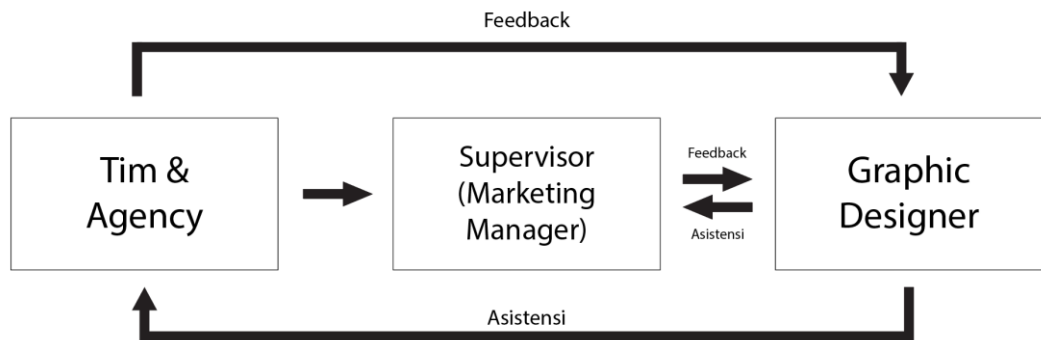 Feedback
Tim &
Agency
Supervisor
(Marketing
Manager)
Feedback
Asistensi
Graphic
Designer
Asistensi